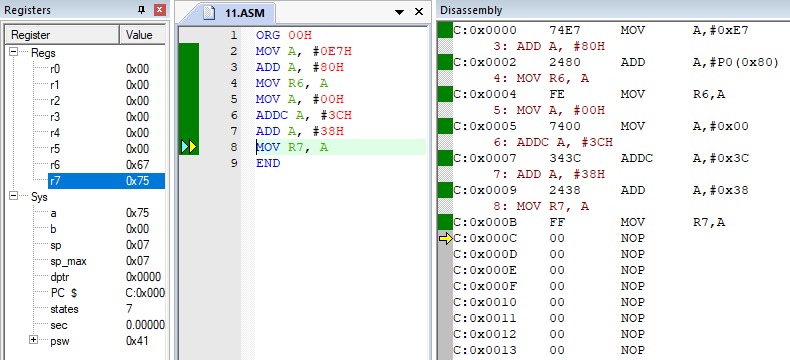 Registers
Register Value
Regs
r0 0x00
r1 0x00
r2 0x00
r3 0x00
r4 0x00
r5 0x00
r6 0x67
r7 0x75
Sys
a 0x75
b 0x00
sp 0x07
sp_max 0x07
dptr 0x0000
PC $ C:0x000
states 7
sec 0.00000
psw 0x41
11.ASM
1 ORG 00H
2 MOV A, #0E7H
3 ADD A, #80H
4 MOV R6, A
5 MOV A, #00H
6 ADDC A, #3CH
7 ADD A, #38H
8 MOV R7, A
9 END
Disassembly
C:0x0000 74E7 MOV A,#0xE7
3: ADD A, #80H
C:0x0002 2480 ADD A,#P0(0x80)
4: MOV R6, A
C:0x0004 FE MOV R6,A
5: MOV A, #00H
C:0x0005 7400 MOV A,#0x00
6: ADDC A, #3CH
C:0x0007 343C ADDC A,#0x3C
7: ADD A, #38H
C:0x0009 2438 ADD A,#0x38
8: MOV R7, A
C:0x000B FF MOV R7,A
C:0x000C 00 NOP
C:0x000D 00 NOP
C:0x000E 00 NOP
C:0x000F 00 NOP
C:0x0010 00 NOP
C:0x0011 00 NOP
C:0x0012 00 NOP
C:0x0013 00 NOP